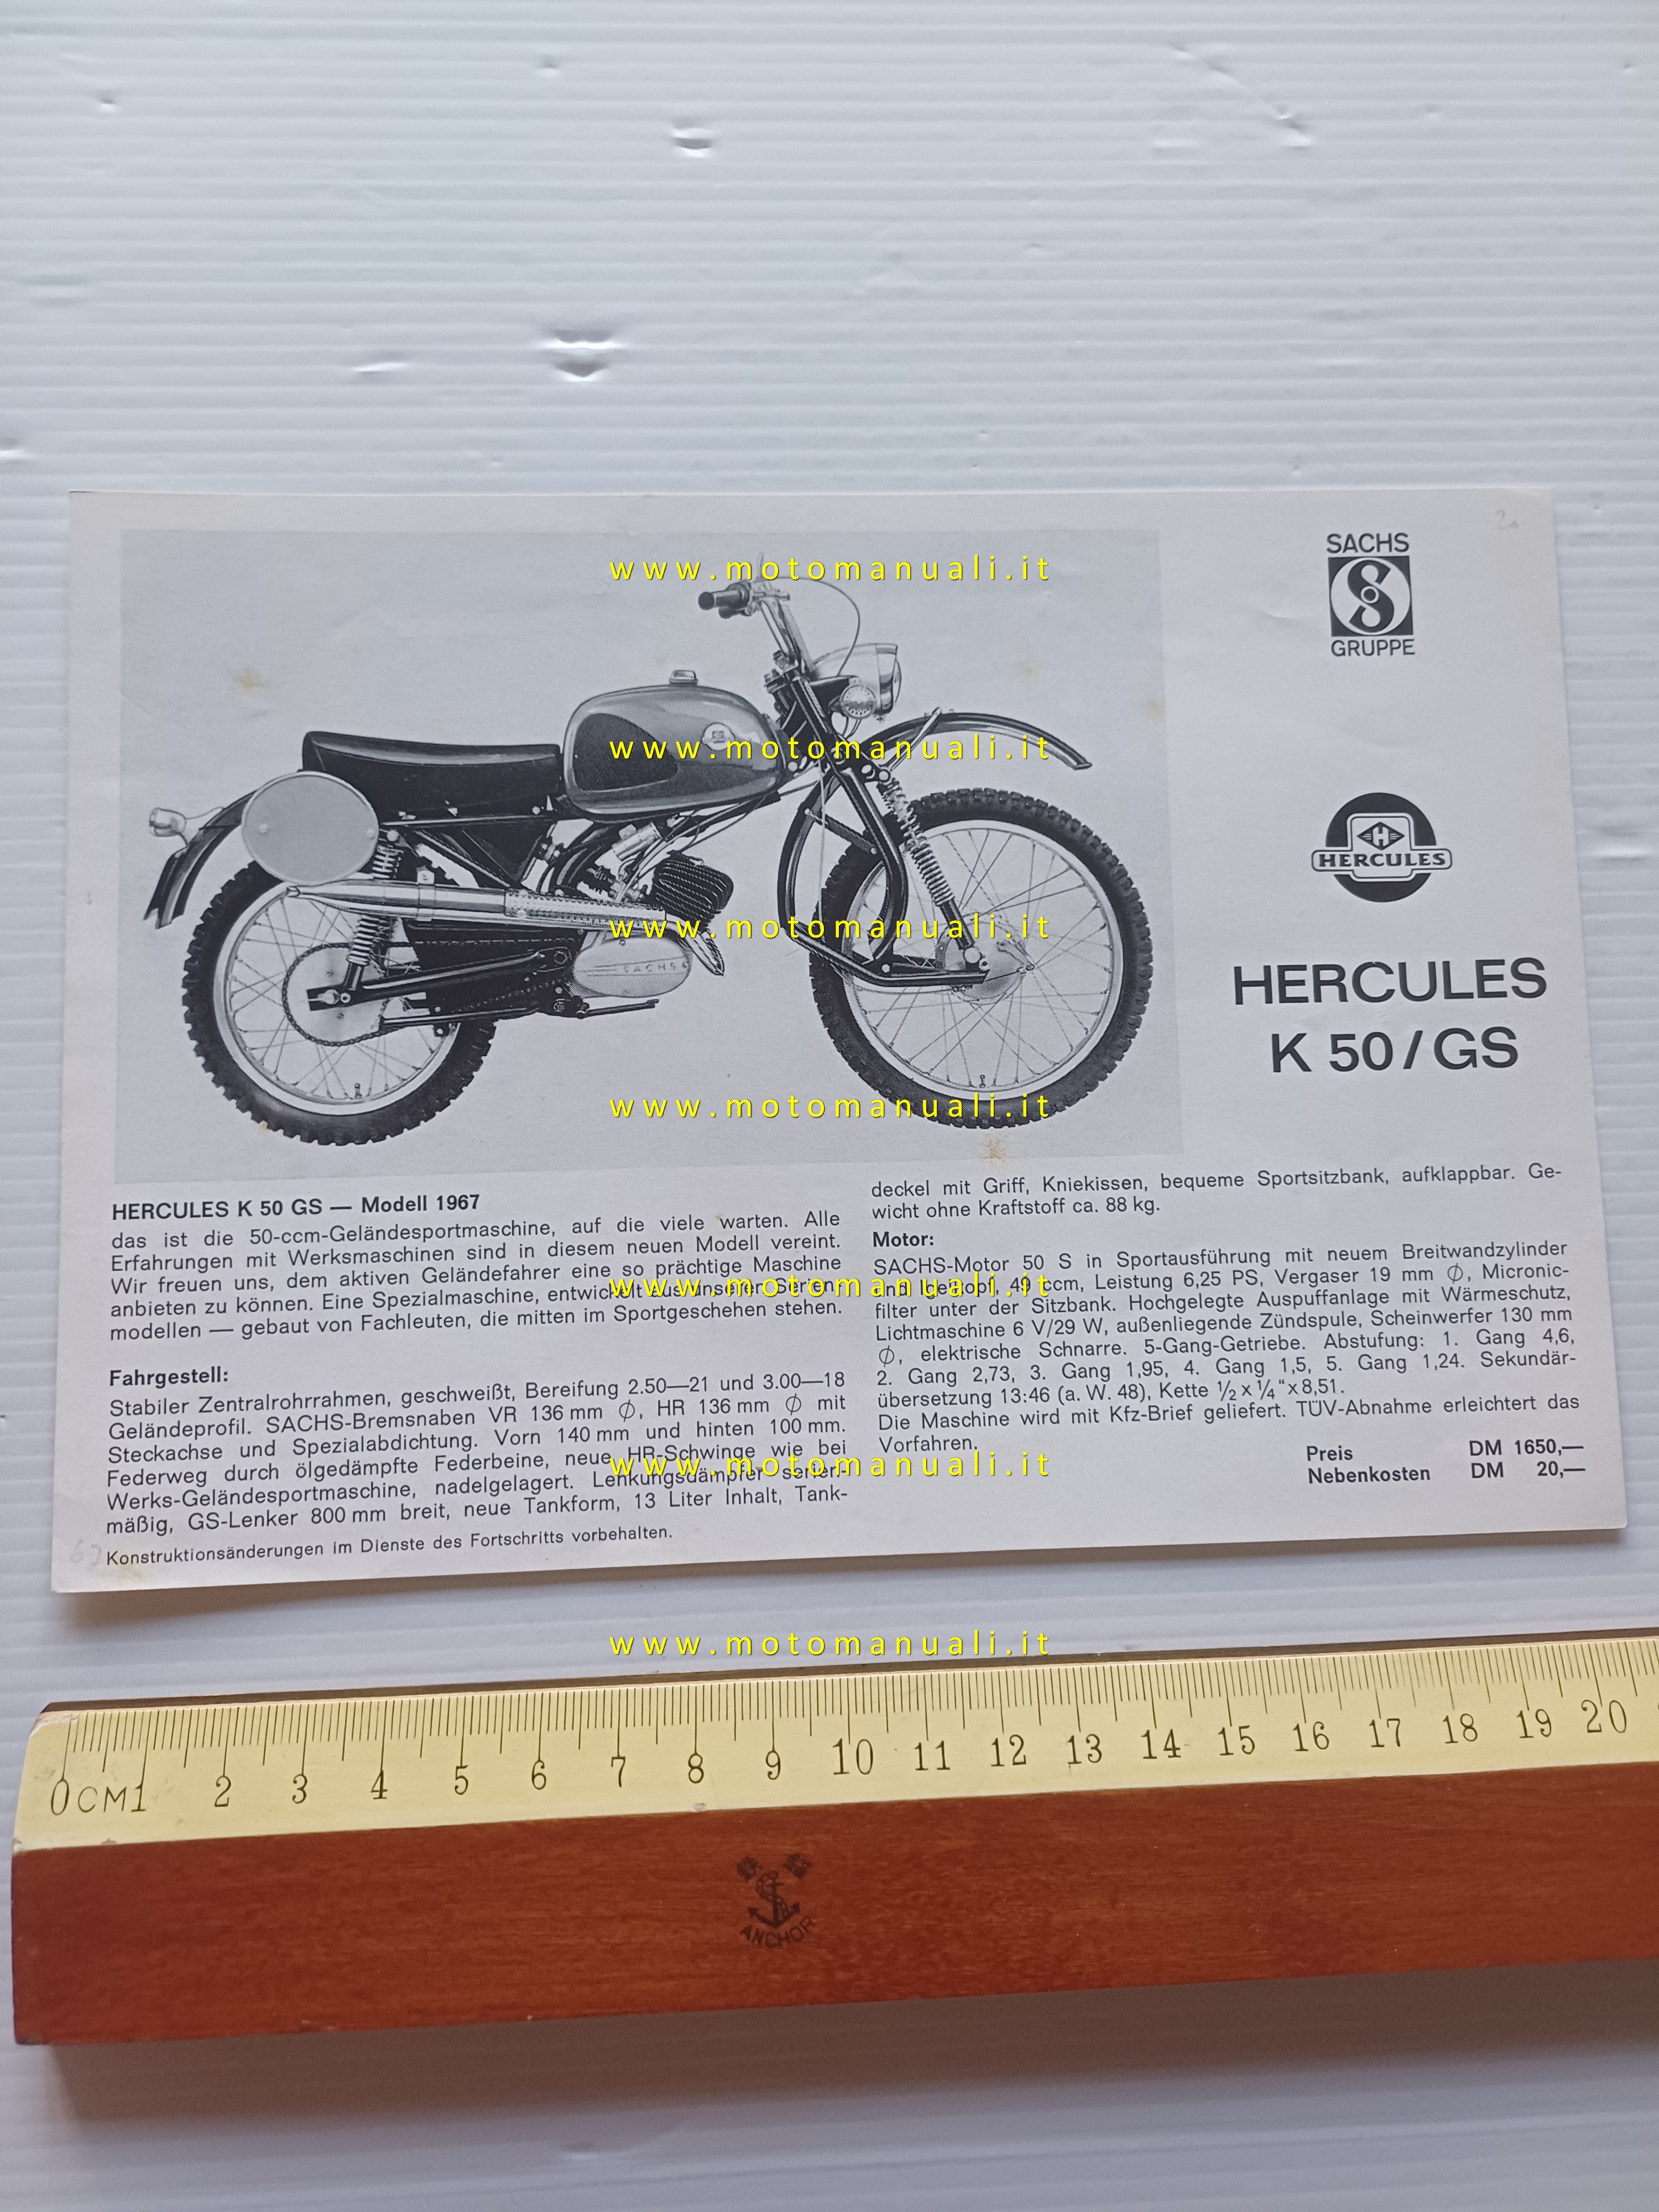 SACHS
GRUPPE
HERCULES
HERCULES
K 50/GS
HERCULES K 50 GS — Modell 1967
das ist die 50-ccm-Geländesportmaschine, auf die viele warten. Alle
Erfahrungen mit Werksmaschinen sind in diesem neuen Modell vereint.
Wir freuen uns, dem aktiven Geländefahrer eine so prächtige Maschine
anbieten zu können. Eine Spezialmaschine, entwickelt aus unseren Serien-
modellen — gebaut von Fachleuten, die mitten im Sportgeschehen stehen.
Fahrgestell:
Stabiler Zentralrohrrahmen, geschweißt, Bereifung 2.50—21 und 3.00—18
Geländeprofil. SACHS-Bremsnaben VR 136 mm ∅, HR 136 mm ∅ mit
Steckachse und Spezialabdichtung. Vorn 140 mm und hinten 100 mm.
Federweg durch ölgedämpfte Federbeine, neue HR-Schwinge wie bei
Werks-Geländesportmaschine, nadelgelagert. Lenkungsdämpfer serien-
mäßig, GS-Lenker 800 mm breit, neue Tankform, 13 Liter Inhalt, Tank-
Konstruktionsänderungen im Dienste des Fortschritts vorbehalten.
deckel mit Griff, Kniekissen, bequeme Sportsitzbank, aufklappbar. Ge-
wicht ohne Kraftstoff ca. 88 kg.
Motor:
SACHS-Motor 50 S in Sportausführung mit neuem Breitwandzylinder
und 49 ccm, Leistung 6,25 PS, Vergaser 19 mm ∅, Micronic-
filter unter der Sitzbank. Hochgelegte Auspuffanlage mit Wärmeschutz,
Lichtmaschine 6 V/29 W, außenliegende Zündspule, Scheinwerfer 130 mm
∅, elektrische Schnarre. 5-Gang-Getriebe. Abstufung: 1. Gang 4,6,
2. Gang 2,73, 3. Gang 1,95, 4. Gang 1,5, 5. Gang 1,24. Sekundär-
übersetzung 13:46 (a. W. 48), Kette ½ x ¼“ x 8,51.
Die Maschine wird mit Kfz-Brief geliefert. TÜV-Abnahme erleichtert das
Vorfahren.
Preis DM 1650,—
Nebenkosten DM 20,—
SACHS
20
67
www.motomanuali.it
www.motomanuali.it
www.motomanuali.it
www.motomanuali.it
www.motomanuali.it
www.motomanuali.it
www.motomanuali.it
0 CM 1 2 3 4 5 6 7 8 9 10 11 12 13 14 15 16 17 18 19 20
ANCHOR